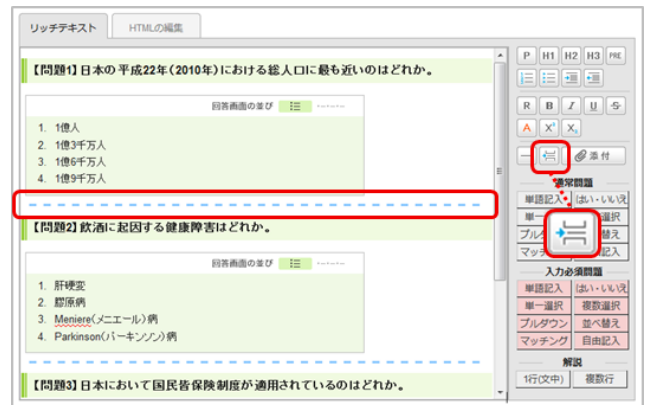 リッチテキスト
HTMLの編集
【問題1】日本の平成22年(2010年)における総人口に最も近いのはどれか。
回答画面の並び
1. 1億人
2. 1億3千万人
3. 1億6千万人
4. 1億9千万人
【問題2】飲酒に起因する健康障害はどれか。
回答画面の並び
1. 肝硬変
2. 膠原病
3. Meniere(メニエール)病
4. Parkinson(パーキンソン)病
【問題3】日本において国民皆保険制度が適用されているのはどれか。
P H1 H2 H3 PRE
R B I U S
A X² X₂
添付
通常問題
単語記入 はい・いいえ
単一 選択
プル 替え
マッチ 記入
入力必須問題
単語記入 はい・いいえ
単一選択 複数選択
プルダウン 並べ替え
マッチング 自由記入
解説
1行(文中) 複数行